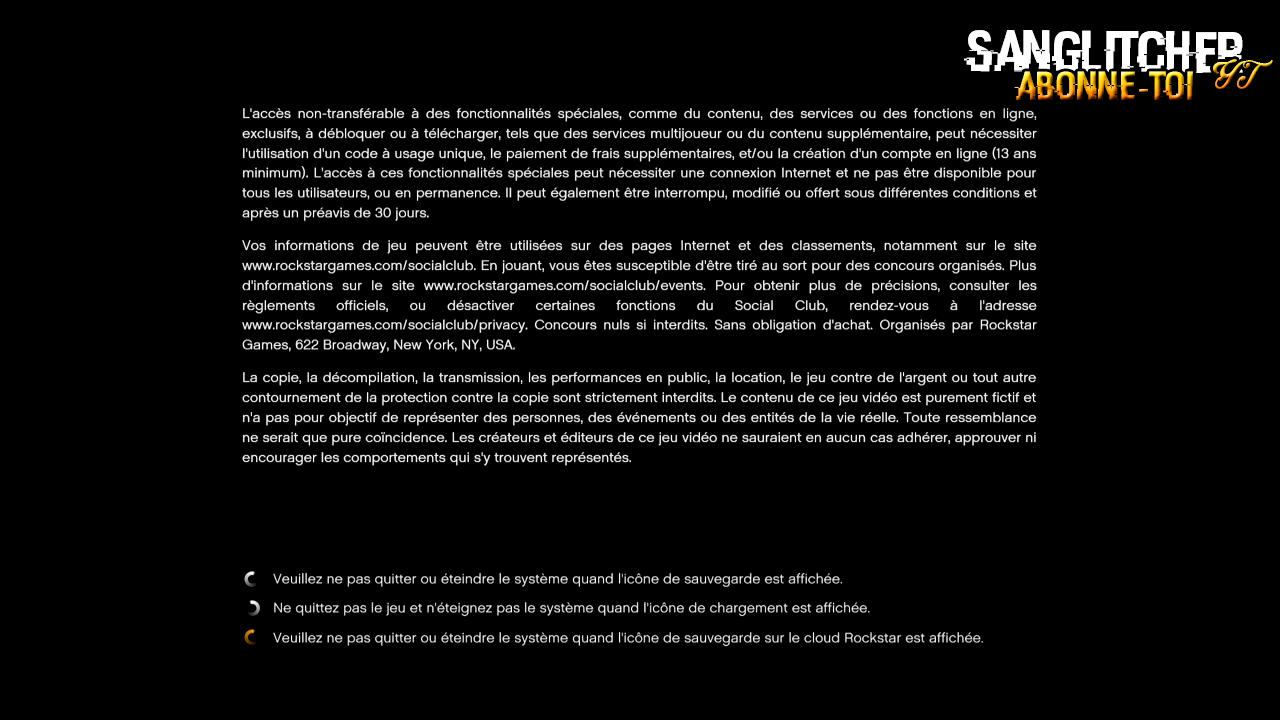 SANGLITCHER
YT
ABONNE-TOI
L'accès non-transférable à des fonctionnalités spéciales, comme du contenu, des services ou des fonctions en ligne,
exclusifs, à débloquer ou à télécharger, tels que des services multijoueur ou du contenu supplémentaire, peut nécessiter
l'utilisation d'un code à usage unique, le paiement de frais supplémentaires, et/ou la création d'un compte en ligne (13 ans
minimum). L'accès à ces fonctionnalités spéciales peut nécessiter une connexion Internet et ne pas être disponible pour
tous les utilisateurs, ou en permanence. Il peut également être interrompu, modifié ou offert sous différentes conditions et
après un préavis de 30 jours.
Vos informations de jeu peuvent être utilisées sur des pages Internet et des classements, notamment sur le site
www.rockstargames.com/socialclub. En jouant, vous êtes susceptible d'être tiré au sort pour des concours organisés. Plus
d'informations sur le site www.rockstargames.com/socialclub/events. Pour obtenir plus de précisions, consulter les
règlements officiels, ou désactiver certaines fonctions du Social Club, rendez-vous à l'adresse
www.rockstargames.com/socialclub/privacy. Concours nuls si interdits. Sans obligation d'achat. Organisés par Rockstar
Games, 622 Broadway, New York, NY, USA.
La copie, la décompilation, la transmission, les performances en public, la location, le jeu contre de l'argent ou tout autre
contournement de la protection contre la copie sont strictement interdits. Le contenu de ce jeu vidéo est purement fictif et
n'a pas pour objectif de représenter des personnes, des événements ou des entités de la vie réelle. Toute ressemblance
ne serait que pure coïncidence. Les créateurs et éditeurs de ce jeu vidéo ne sauraient en aucun cas adhérer, approuver ni
encourager les comportements qui s'y trouvent représentés.
Veuillez ne pas quitter ou éteindre le système quand l'icône de sauvegarde est affichée.
Ne quittez pas le jeu et n'éteignez pas le système quand l'icône de chargement est affichée.
Veuillez ne pas quitter ou éteindre le système quand l'icône de sauvegarde sur le cloud Rockstar est affichée.